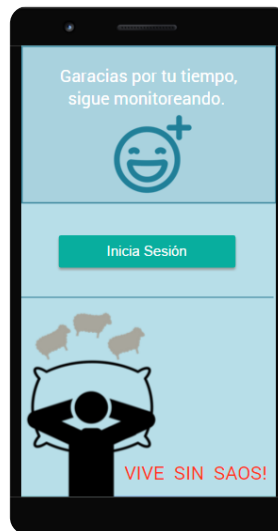 Garacias por tu tiempo,
sigue monitoreando.
Inicia Sesión
VIVE SIN SAOS!